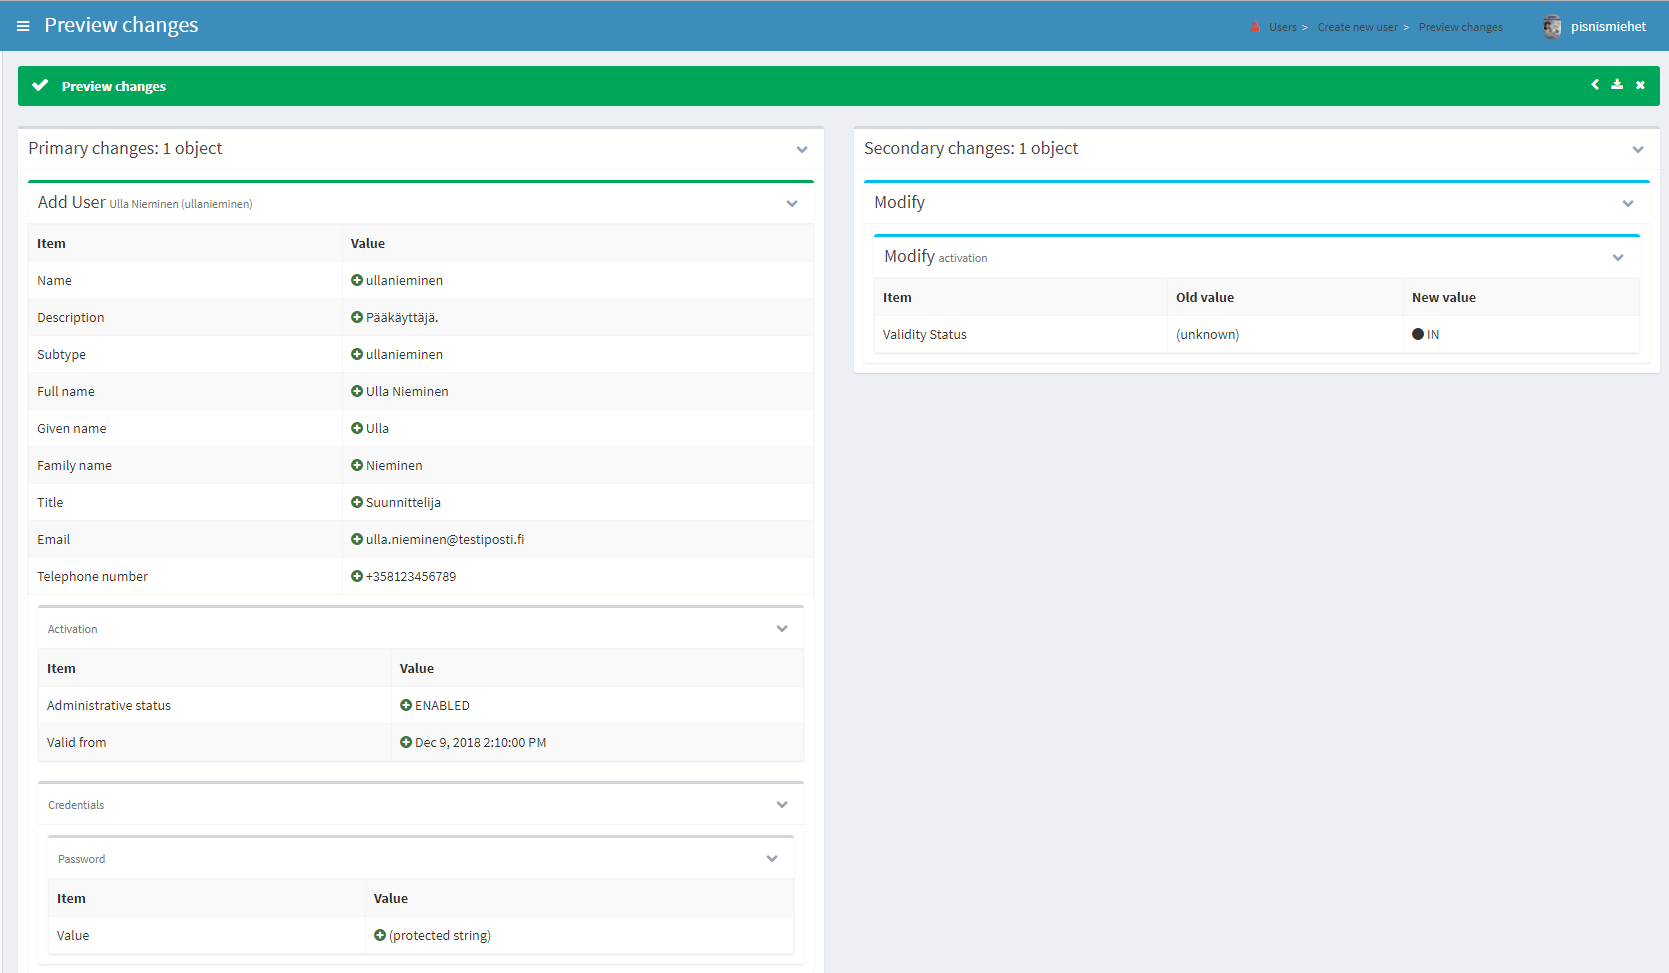 Preview changes
Users > Create new user > Preview changes
pisnismiehet
Preview changes
Primary changes: 1 object
Add User Ulla Nieminen (ullanieminen)
Item Value
Name ullanieminen
Description Pääkäyttäjä.
Subtype ullanieminen
Full name Ulla Nieminen
Given name Ulla
Family name Nieminen
Title Suunnittelija
Email ulla.nieminen@testiposti.fi
Telephone number +358123456789
Activation
Item Value
Administrative status ENABLED
Valid from Dec 9, 2018 2:10:00 PM
Credentials
Password
Item Value
Value (protected string)
Secondary changes: 1 object
Modify
Modify activation
Item Old value New value
Validity Status (unknown) IN